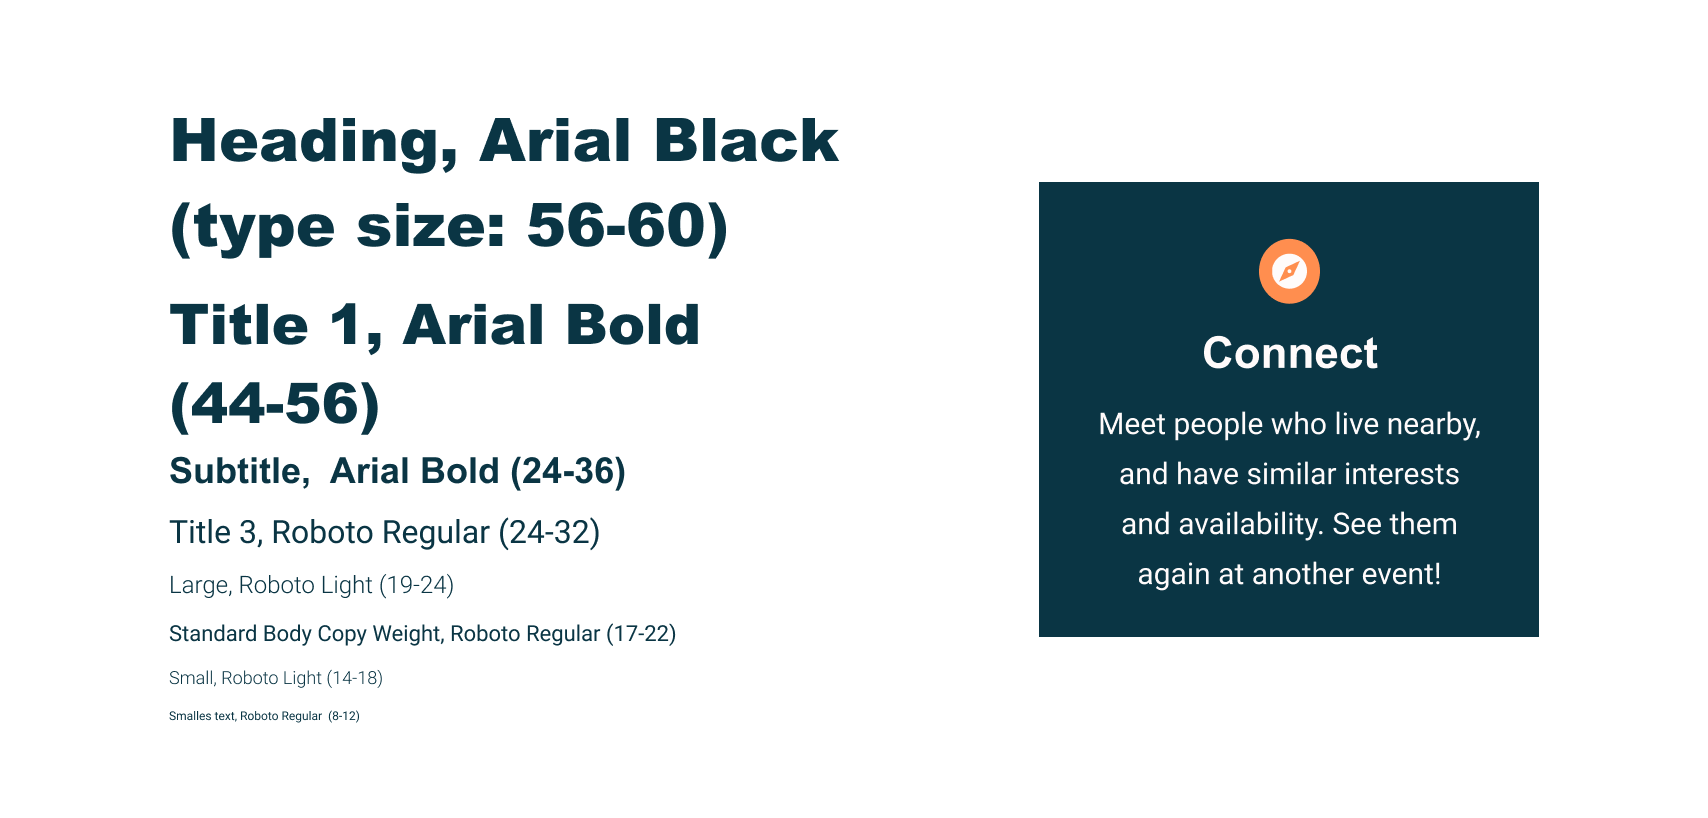 Heading, Arial Black
(type size: 56-60)
Title 1, Arial Bold
(44-56)
Subtitle,  Arial Bold (24-36)
Title 3, Roboto Regular (24-32)
Large, Roboto Light (19-24)
Standard Body Copy Weight, Roboto Regular (17-22)
Small, Roboto Light (14-18)
Smalles text, Roboto Regular  (8-12)
Connect
Meet people who live nearby,
and have similar interests
and availability. See them
again at another event!